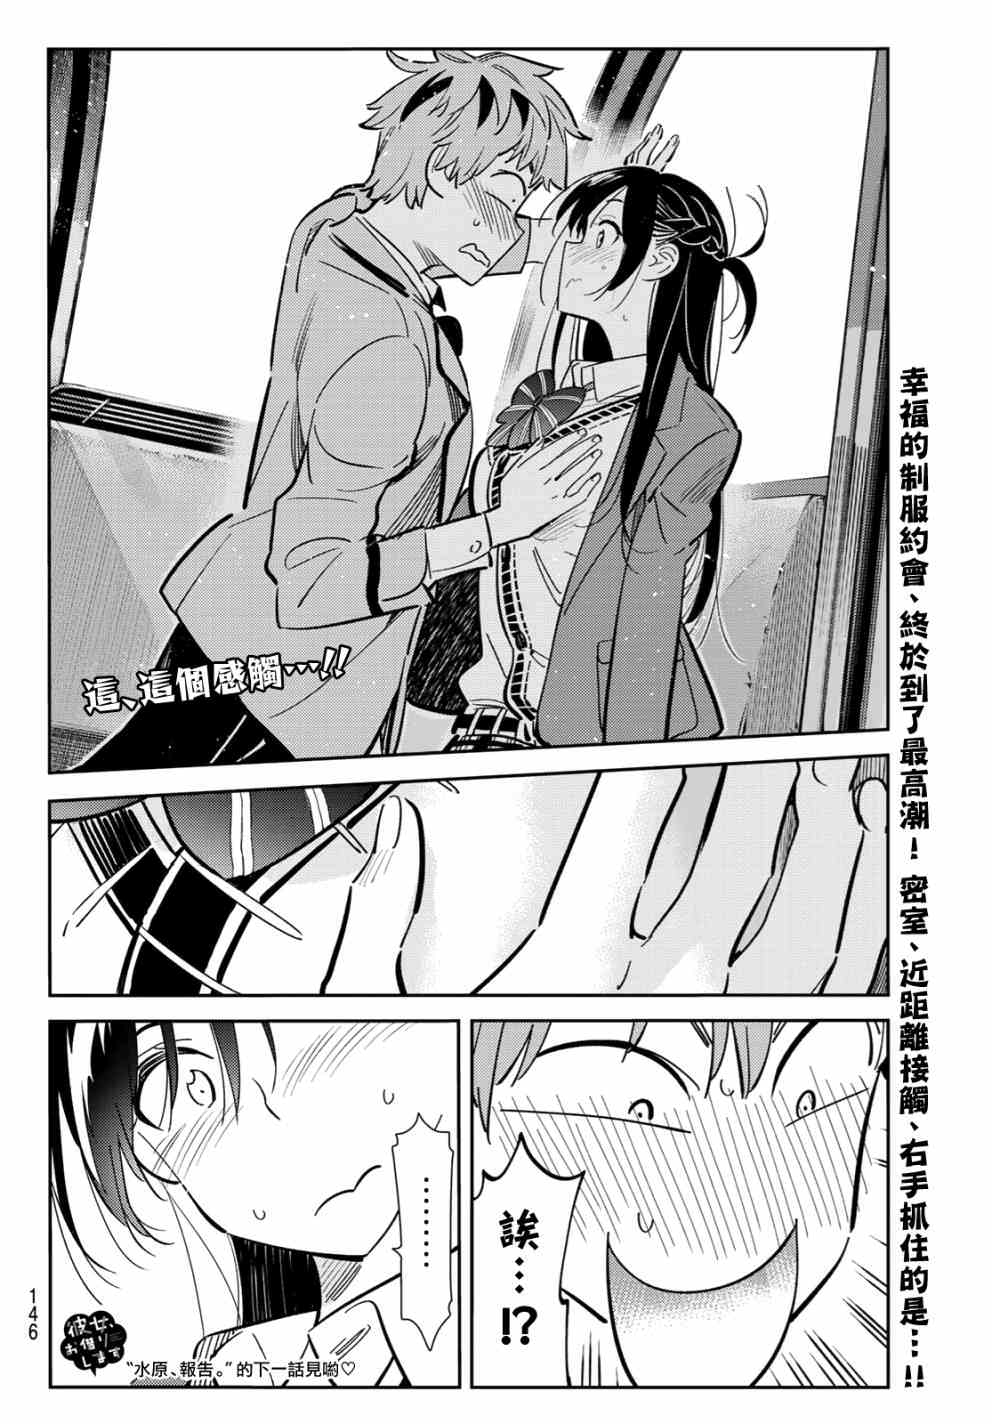 幸福的制服約會、終於到了最高潮！密室、近距離接觸、右手抓住的是…!!
這、這個感觸…!!
誒…!?
………
彼女、
お借り
します
“水原、報告。”的下一話見喲♡
146